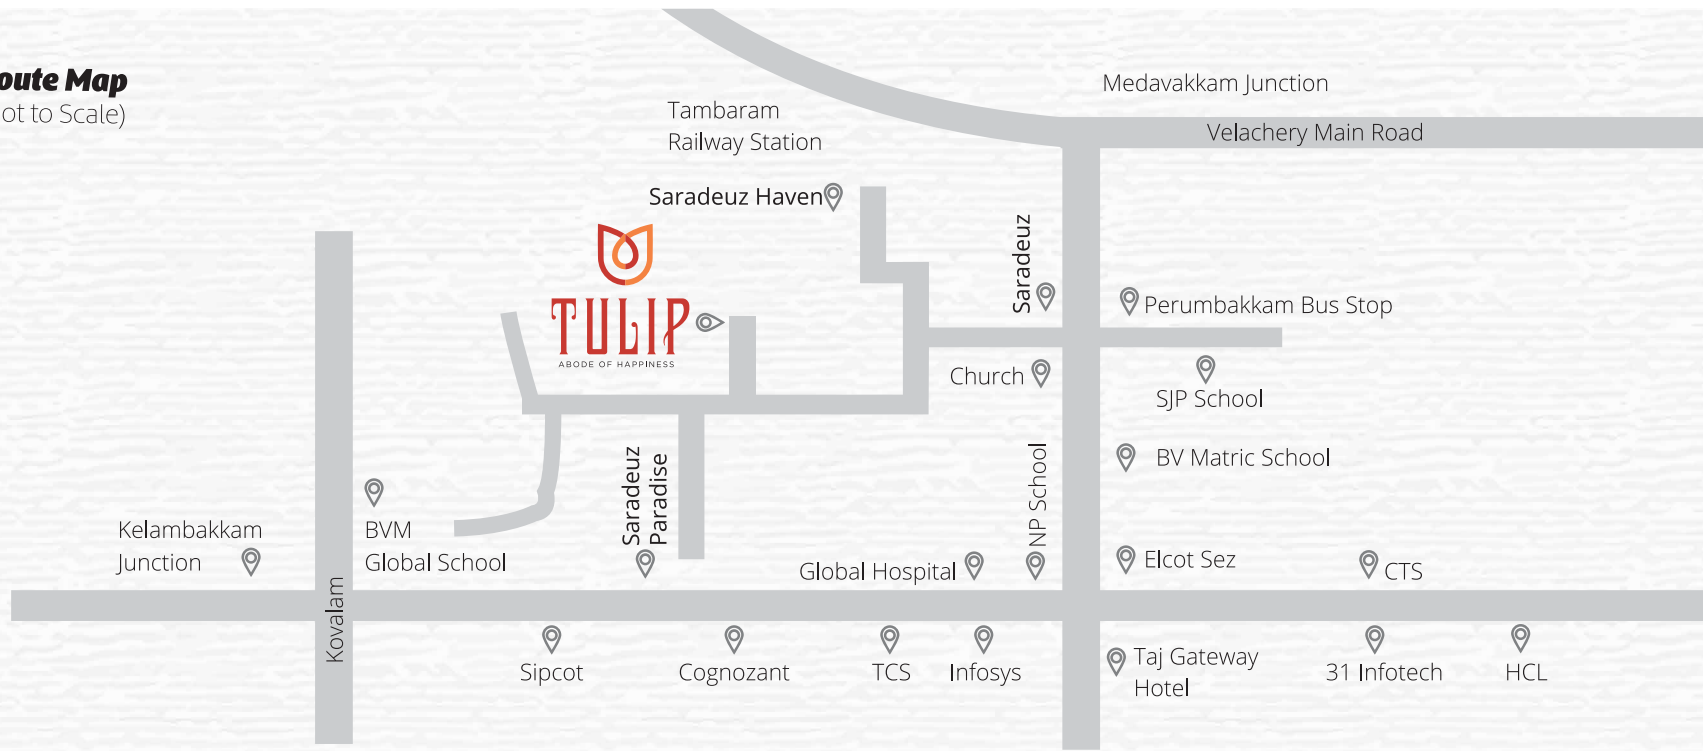 oute Map
ot to Scale)
Medavakkam Junction
Velachery Main Road
Tambaram
Railway Station
Saradeuz Haven
TULIP
ABODE OF HAPPINESS
Saradeuz
Perumbakkam Bus Stop
Church
SJP School
BV Matric School
NP School
Saradeuz
Paradise
Kelambakkam
Junction
BVM
Global School
Global Hospital
Elcot Sez
CTS
Kovalam
Sipcot
Cognozant
TCS
Infosys
Taj Gateway
Hotel
31 Infotech
HCL